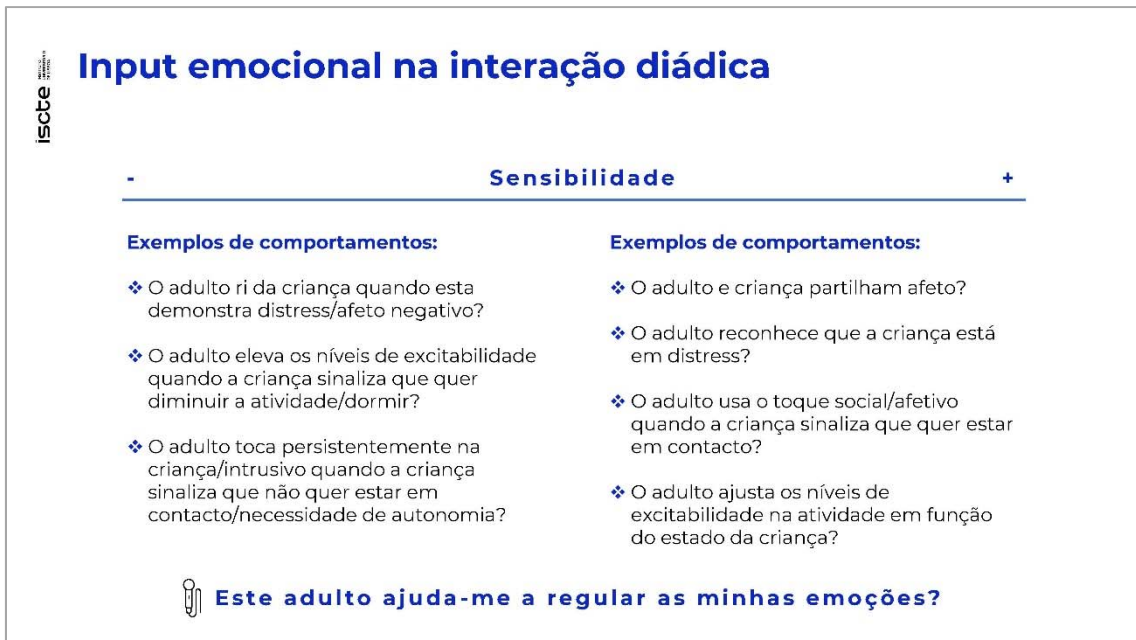 Input emocional na interação diádica
iscte
- Sensibilidade +
Exemplos de comportamentos:
❖ O adulto ri da criança quando esta
demonstra distress/afeto negativo?
❖ O adulto eleva os níveis de excitabilidade
quando a criança sinaliza que quer
diminuir a atividade/dormir?
❖ O adulto toca persistentemente na
criança/intrusivo quando a criança
sinaliza que não quer estar em
contacto/necessidade de autonomia?
Exemplos de comportamentos:
❖ O adulto e criança partilham afeto?
❖ O adulto reconhece que a criança está
em distress?
❖ O adulto usa o toque social/afetivo
quando a criança sinaliza que quer estar
em contacto?
❖ O adulto ajusta os níveis de
excitabilidade na atividade em função
do estado da criança?
Este adulto ajuda-me a regular as minhas emoções?